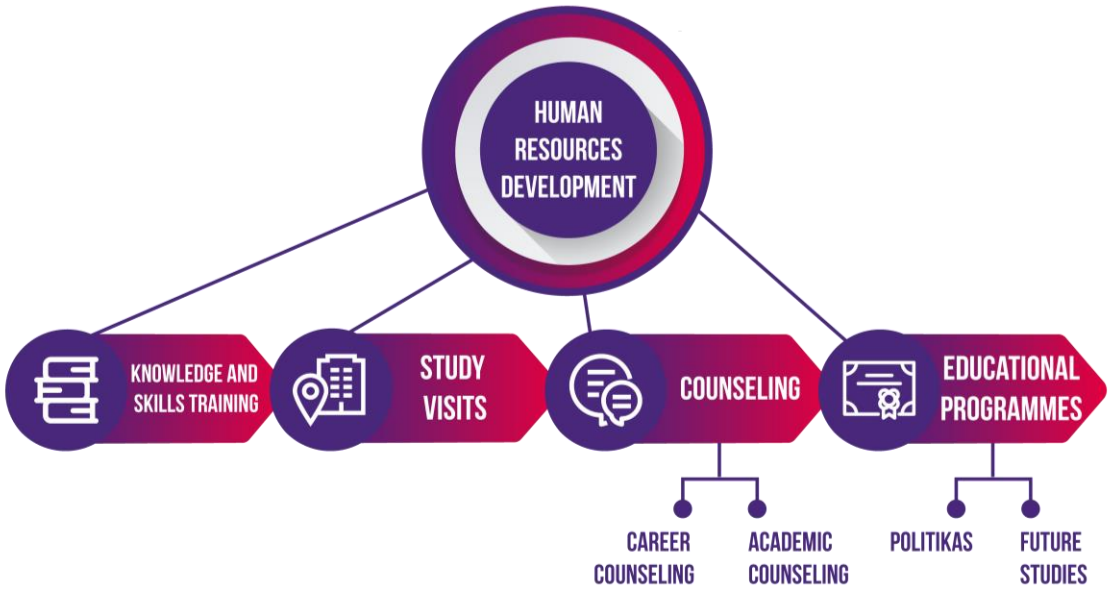 HUMAN
RESOURCES
DEVELOPMENT
KNOWLEDGE AND
SKILLS TRAINING
STUDY
VISITS
COUNSELING
EDUCATIONAL
PROGRAMMES
CAREER
COUNSELING
ACADEMIC
COUNSELING
POLITIKAS
FUTURE
STUDIES